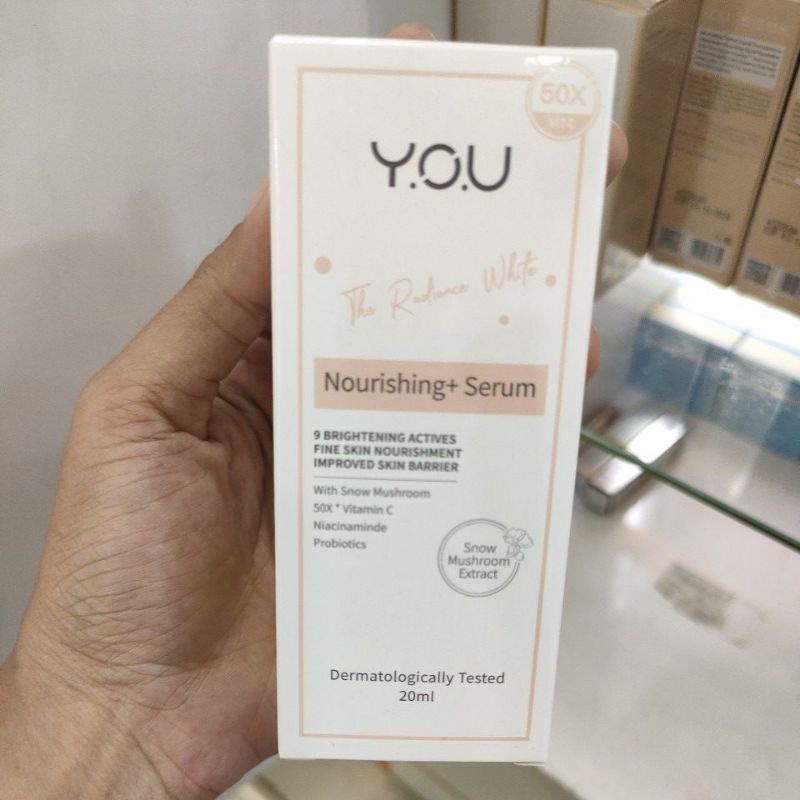 50X
VIT C
Y.O.U
The Radiance White
Nourishing+ Serum
9 BRIGHTENING ACTIVES
FINE SKIN NOURISHMENT
IMPROVED SKIN BARRIER
With Snow Mushroom
50X * Vitamin C
Niacinaminde
Probiotics
Snow
Mushroom
Extract
Dermatologically Tested
20ml